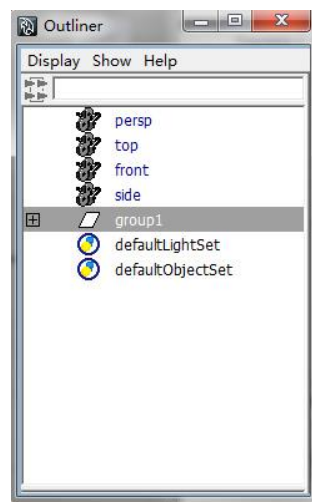 Outliner
Display Show Help
persp
top
front
side
group1
defaultLightSet
defaultObjectSet